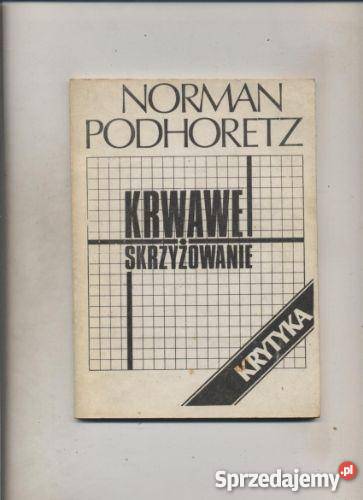 NORMAN
PODHORETZ
KRWAWE
SKRZYŻOWANIE
KRYTYKA
Sprzedajemy.pl